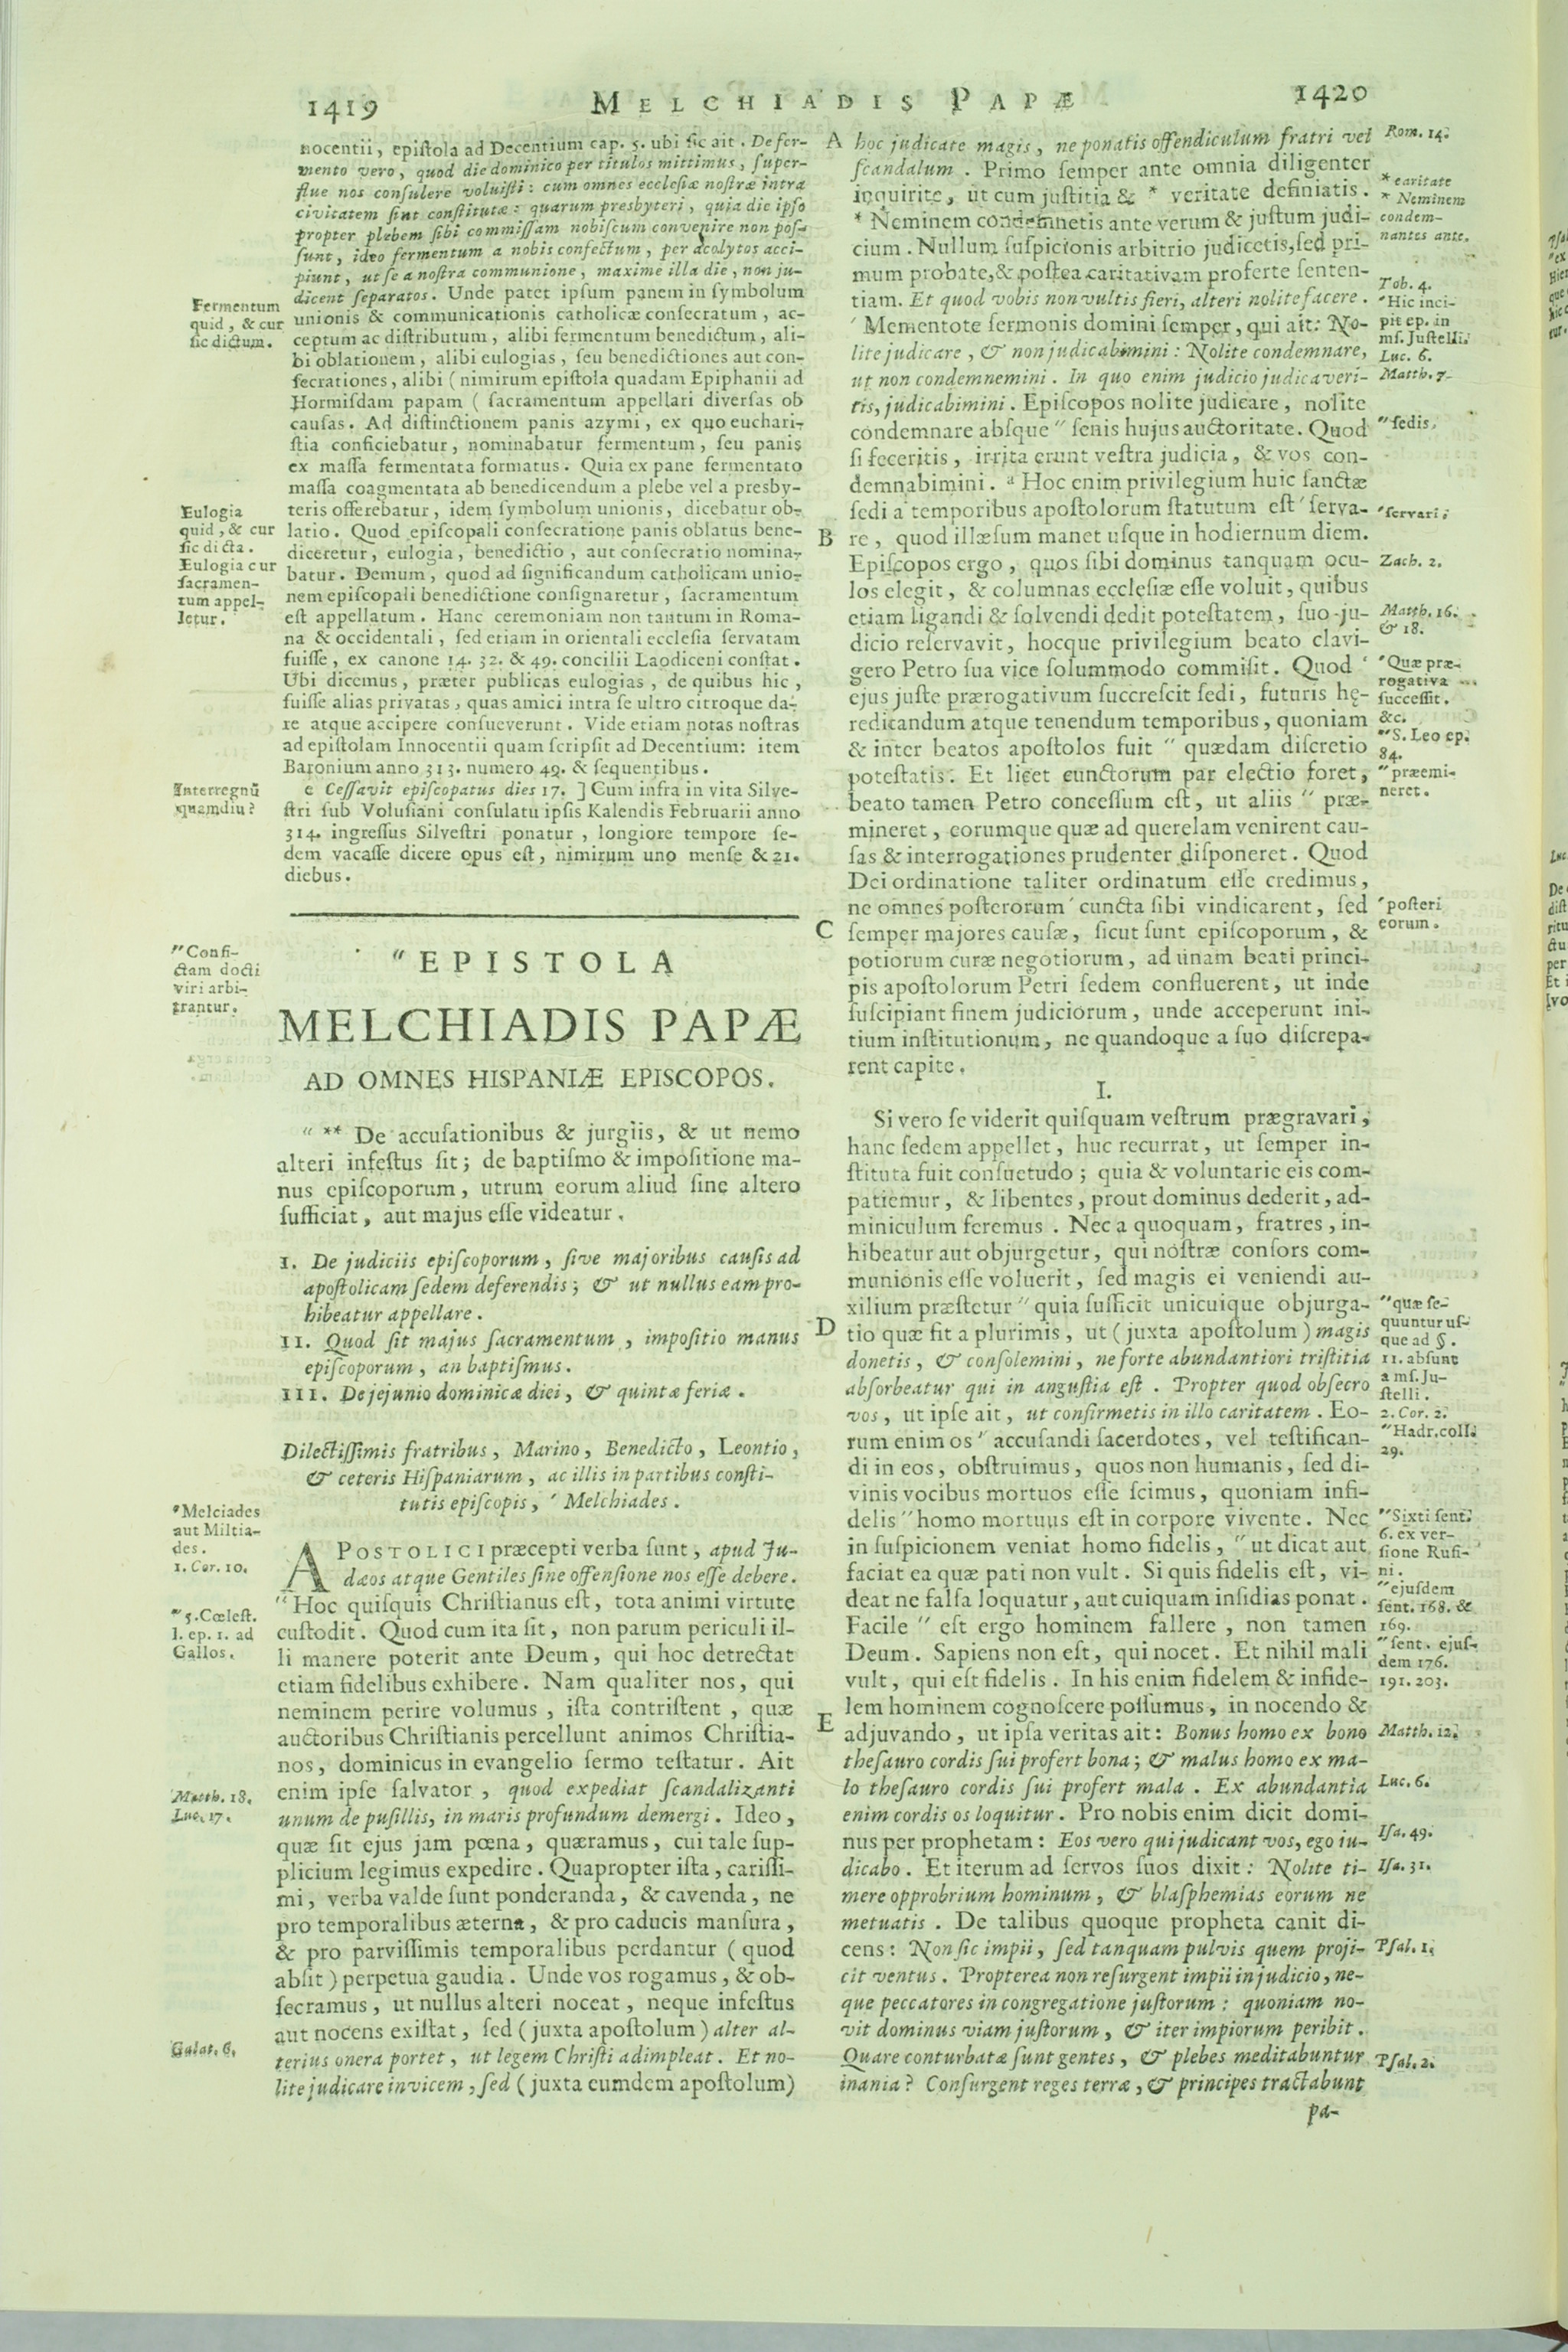 1419
MELCHIADIS PAPÆ
1420
nocentii, epiſtola ad Decentium cap. 5. ubi ſic ait. De fer-
mento vero, quod die dominico per titulos mittimus, ſuper-
flue nos conſulere voluiſti: cum omnes eccleſiæ noſtræ intra
civitatem ſint conſtitutæ: quarum presbyteri, quia die ipſo
propter plebem ſibi commiſſam nobiſcum convenire non poſ-
ſunt, ideo fermentum a nobis confectum, per acolytos acci-
piunt, ut ſe a noſtra communione, maxime illa die, non ju-
dicent ſeparatos. Unde patet ipſum panem in ſymbolum
unionis & communicationis catholicæ conſecratum, ac-
ceptum ac diſtributum, alibi fermentum benedictum, ali-
bi oblationem, alibi eulogias, ſeu benedictiones aut con-
ſecrationes, alibi ( nimirum epiſtola quadam Epiphanii ad
Hormiſdam papam ( ſacramentum appellari diverſas ob
cauſas. Ad diſtinctionem panis azymi, ex quo euchari-
ſtia conficiebatur, nominabatur fermentum, ſeu panis
ex maſſa fermentata formatus. Quia ex pane fermentato
maſſa coagmentata ab benedicendum a plebe vel a presby-
teris offerebatur, idem ſymbolum unionis, dicebatur ob-
latio. Quod epiſcopali conſecratione panis oblatus bene-
diceretur, eulogia, benedictio, aut conſecratio nomina-
batur. Demum, quod ad ſignificandum catholicam unio-
nem epiſcopali benedictione conſignaretur, ſacramentum
eſt appellatum. Hanc ceremoniam non tantum in Roma-
na & occidentali, ſed etiam in orientali eccleſia ſervatam
fuiſſe, ex canone 14. 32. & 49. concilii Laodiceni conſtat.
Ubi dicemus, præter publicas eulogias, de quibus hic,
fuiſſe alias privatas, quas amici intra ſe ultro citroque da-
re atque accipere conſueverunt. Vide etiam notas noſtras
ad epiſtolam Innocentii quam ſcripſit ad Decentium: item
Baronium anno 313. numero 49. & ſequentibus.
c Ceſſavit epiſcopatus dies 17. ] Cum infra in vita Silve-
ſtri ſub Voluſiani conſulatu ipſis Kalendis Februarii anno
314. ingreſſus Silveſtri ponatur, longiore tempore ſe-
dem vacaſſe dicere opus eſt, nimirum uno menſe & 21.
diebus.
Fermentum
quid, & cur
ſic dictum.
Eulogia
quid, & cur
ſic dicta.
Eulogia cur
ſacramen-
tum appel-
letur.
Interregnũ
quamdiu?
"Confi-
ctam docti
viri arbi-
trantur.
" EPISTOLA
MELCHIADIS PAPÆ
AD OMNES HISPANIÆ EPISCOPOS.
" ** De accuſationibus & jurgiis, & ut nemo
alteri infeſtus ſit; de baptiſmo & impoſitione ma-
nus epiſcoporum, utrum eorum aliud ſine altero
ſufficiat, aut majus eſſe videatur.
I. De judiciis epiſcoporum, ſive majoribus cauſis ad
apoſtolicam ſedem deferendis; & ut nullus eam pro-
hibeatur appellare.
II. Quod ſit majus ſacramentum, impoſitio manus
epiſcoporum, an baptiſmus.
III. De jejunio dominicæ diei, & quintæ feriæ.
Dilectiſſimis fratribus, Marino, Benedicto, Leontio,
& ceteris Hiſpaniarum, ac illis in partibus conſti-
tutis epiſcopis, ' Melchiades.
APOSTOLICI præcepti verba ſunt, apud Ju-
dæos atque Gentiles ſine offenſione nos eſſe debere.
"Hoc quiſquis Chriſtianus eſt, tota animi virtute
cuſtodit. Quod cum ita ſit, non parum periculi il-
li manere poterit ante Deum, qui hoc detrectat
etiam fidelibus exhibere. Nam qualiter nos, qui
neminem perire volumus, iſta contriſtent, quæ
auctoribus Chriſtianis percellunt animos Chriſtia-
nos, dominicus in evangelio ſermo teſtatur. Ait
enim ipſe ſalvator, quod expediat ſcandalizanti
unum de puſillis, in maris profundum demergi. Ideo,
quæ ſit ejus jam pœna, quæramus, cui tale ſup-
plicium legimus expedire. Quapropter iſta, cariſſi-
mi, verba valde ſunt ponderanda, & cavenda, ne
pro temporalibus æterna, & pro caducis manſura,
& pro parviſſimis temporalibus perdantur ( quod
abſit ) perpetua gaudia. Unde vos rogamus, & ob-
ſecramus, ut nullus alteri noceat, neque infeſtus
aut nocens exiſtat, ſed ( juxta apoſtolum ) alter al-
terius onera portet, ut legem Chriſti adimpleat. Et no-
lite judicare invicem, ſed ( juxta eumdem apoſtolum)
'Melciades
aut Miltia-
des.
1. Cor. 10.
"5. Cœleſt.
l. ep. 1. ad
Gallos.
Matth. 18.
Luc. 17.
Galat. 6.
A
B
C
D
E
hoc judicate magis, ne ponatis offendiculum fratri vel
ſcandalum. Primo ſemper ante omnia diligenter
inquirite, ut cum juſtitia & * veritate definiatis.
* Neminem condemnetis ante verum & juſtum judi-
cium. Nullum ſuſpicionis arbitrio judicetis, ſed pri-
mum probate, & poſtea caritativam proferte ſenten-
tiam. Et quod vobis non vultis fieri, alteri nolite facere.
' Mementote ſermonis domini ſemper, qui ait: No-
lite judicare, & non judicabimini: Nolite condemnare,
ut non condemnemini. In quo enim judicio judicaveri-
tis, judicabimini. Epiſcopos nolite judicare, nolite
condemnare abſque " ſenis hujus auctoritate. Quod
ſi feceritis, irrita erunt veſtra judicia, & vos con-
demnabimini. a Hoc enim privilegium huic ſanctæ
ſedi a temporibus apoſtolorum ſtatutum eſt ' ſerva-
re, quod illæſum manet uſque in hodiernum diem.
Epiſcopos ergo, quos ſibi dominus tanquam ocu-
los elegit, & columnas eccleſiæ eſſe voluit, quibus
etiam ligandi & ſolvendi dedit poteſtatem, ſuo ju-
dicio reſervavit, hocque privilegium beato clavi-
gero Petro ſua vice ſolummodo commiſit. Quod '
ejus juſte prærogativum ſuccreſcit ſedi, futuris hę-
reditandum atque tenendum temporibus, quoniam
& inter beatos apoſtolos fuit " quædam diſcretio
poteſtatis. Et licet cunctorum par electio foret,
beato tamen Petro conceſſum eſt, ut aliis " præ-
mineret, eorumque quæ ad querelam venirent cau-
ſas & interrogationes prudenter diſponeret. Quod
Dei ordinatione taliter ordinatum eſſe credimus,
ne omnes poſterorum ' cuncta ſibi vindicarent, ſed
ſemper majores cauſæ, ſicut ſunt epiſcoporum, &
potiorum curæ negotiorum, ad unam beati princi-
pis apoſtolorum Petri ſedem confluerent, ut inde
ſuſcipiant finem judiciorum, unde acceperunt ini-
tium inſtitutionum, ne quandoque a ſuo diſcrepa-
rent capite.
I.
Si vero ſe viderit quiſquam veſtrum prægravari,
hanc ſedem appellet, huc recurrat, ut ſemper in-
ſtituta fuit conſuetudo; quia & voluntarie eis com-
patiemur, & libentes, prout dominus dederit, ad-
miniculum feremus. Nec a quoquam, fratres, in-
hibeatur aut objurgetur, qui noſtræ conſors com-
munionis eſſe voluerit, ſed magis ei veniendi au-
xilium præſtetur " quia ſufficit unicuique objurga-
tio quæ fit a plurimis, ut ( juxta apoſtolum ) magis
donetis, & conſolemini, ne forte abundantiori triſtitia
abſorbeatur qui in anguſtia eſt. Propter quod obſecro
vos, ut ipſe ait, ut confirmetis in illo caritatem. Eo-
rum enim os " accuſandi ſacerdotes, vel teſtifican-
di in eos, obſtruimus, quos non humanis, ſed di-
vinis vocibus mortuos eſſe ſcimus, quoniam infi-
delis " homo mortuus eſt in corpore vivente. Nec
in ſuſpicionem veniat homo fidelis, " ut dicat aut
faciat ea quæ pati non vult. Si quis fidelis eſt, vi-
deat ne falſa loquatur, aut cuiquam inſidias ponat.
Facile " eſt ergo hominem fallere, non tamen
Deum. Sapiens non eſt, qui nocet. Et nihil mali
vult, qui eſt fidelis. In his enim fidelem & infide-
lem hominem cognoſcere poſſumus, in nocendo &
adjuvando, ut ipſa veritas ait: Bonus homo ex bono
theſauro cordis ſui profert bona; & malus homo ex ma-
lo theſauro cordis ſui profert mala. Ex abundantia
enim cordis os loquitur. Pro nobis enim dicit domi-
nus per prophetam: Eos vero qui judicant vos, ego iu-
dicabo. Et iterum ad ſervos ſuos dixit: Nolite ti-
mere opprobrium hominum, & blaſphemias eorum ne
metuatis. De talibus quoque propheta canit di-
cens: Non ſic impii, ſed tanquam pulvis quem proji-
cit ventus. Propterea non reſurgent impii in judicio, ne-
que peccatores in congregatione juſtorum: quoniam no-
vit dominus viam juſtorum, & iter impiorum peribit.
Quare conturbatæ ſunt gentes, & plebes meditabuntur
inania? Conſurgent reges terræ, & principes tractabunt
pa-
Rom. 14.
* caritate
* Neminem
condem-
nantes ante.
Tob. 4.
'Hic inci-
pit ep. in
mſ. Juſtelli.
Luc. 6.
Matth. 7.
"ſedis,
'ſervari;
Zach. 2.
Matth. 16.
& 18.
'Quæ præ-
rogativa
ſucceſſit.
&c.
"S. Leo ep.
84.
"præemi-
neret.
'poſteri
eorum.
"quæ ſe-
quuntur uſ-
que ad §.
11. abſunt
a mſ. Ju-
ſtelli.
2. Cor. 2.
"Hadr. coll.
29.
"Sixti ſent.
6. ex ver-
ſione Rufi-
ni.
"ejuſdem
ſent. 168. &
169.
"ſent. ejuſ-
dem 176.
191. 203.
Matth. 12.
Luc. 6.
Iſa. 49.
Iſa. 31.
Pſal. 1.
Pſal. 2.